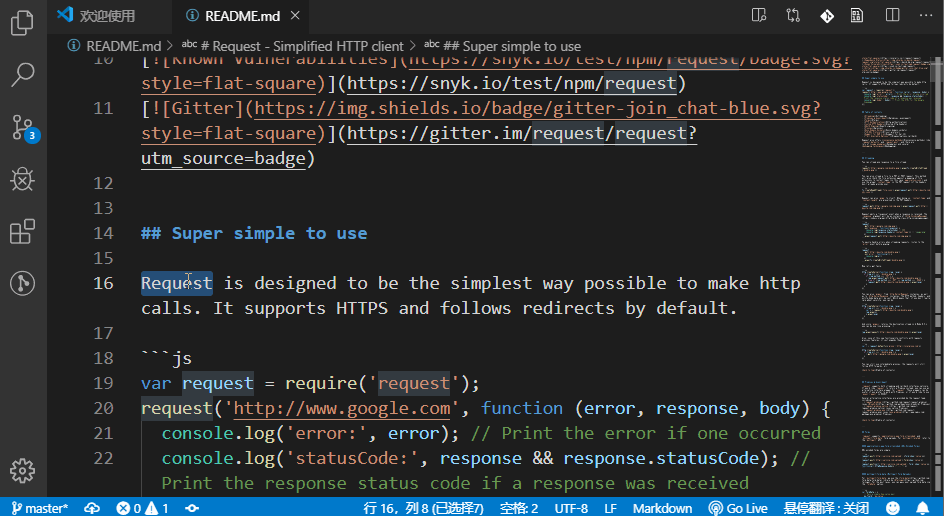 欢迎使用
README.md
README.md > # Request - Simplified HTTP client > ## Super simple to use
10 [![Known Vulnerabilities](https://snyk.io/test/npm/request/badge.svg?
style=flat-square)](https://snyk.io/test/npm/request)
11 [![Gitter](https://img.shields.io/badge/gitter-join_chat-blue.svg?
style=flat-square)](https://gitter.im/request/request?
utm_source=badge)
12
13
14 ## Super simple to use
15
16 Request is designed to be the simplest way possible to make http
calls. It supports HTTPS and follows redirects by default.
17
18 ```js
19 var request = require('request');
20 request('http://www.google.com', function (error, response, body) {
21 console.log('error:', error); // Print the error if one occurred
22 console.log('statusCode:', response && response.statusCode); //
Print the response status code if a response was received
3
master* 0 1 行 16，列 8 (已选择7) 空格: 2 UTF-8 LF Markdown Go Live 悬停翻译 : 关闭